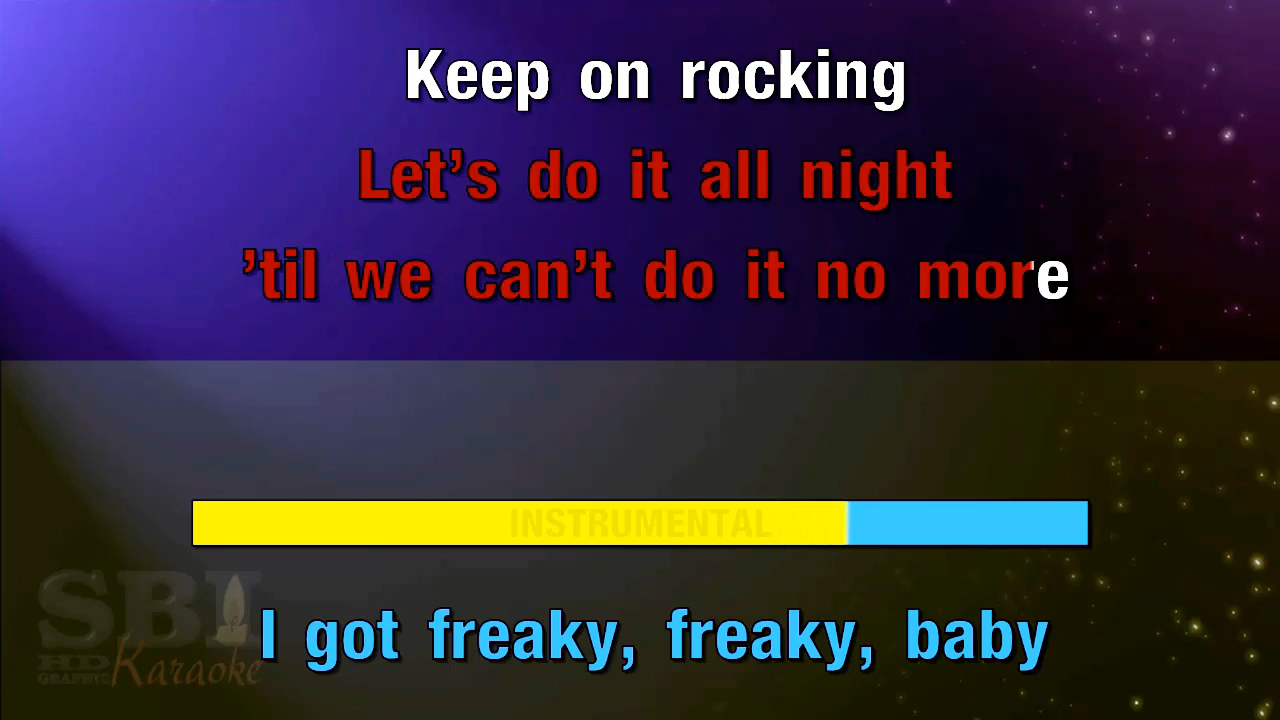 Keep on rocking
Let's do it all night
'til we can't do it no more
INSTRUMENTAL
I got freaky, freaky, baby
SBI
HD Karaoke
GRAPHIC